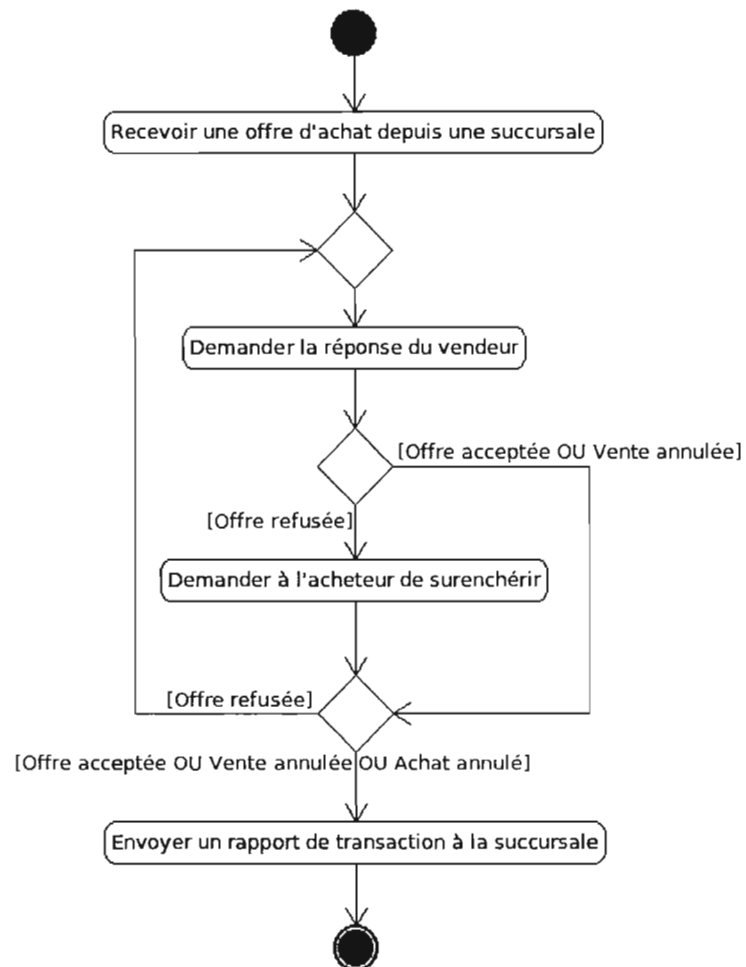 Recevoir une offre d'achat depuis une succursale
Demander la réponse du vendeur
[Offre acceptée OU Vente annulée]
[Offre refusée]
Demander à l'acheteur de surenchérir
[Offre refusée]
[Offre acceptée OU Vente annulée OU Achat annulé]
Envoyer un rapport de transaction à la succursale